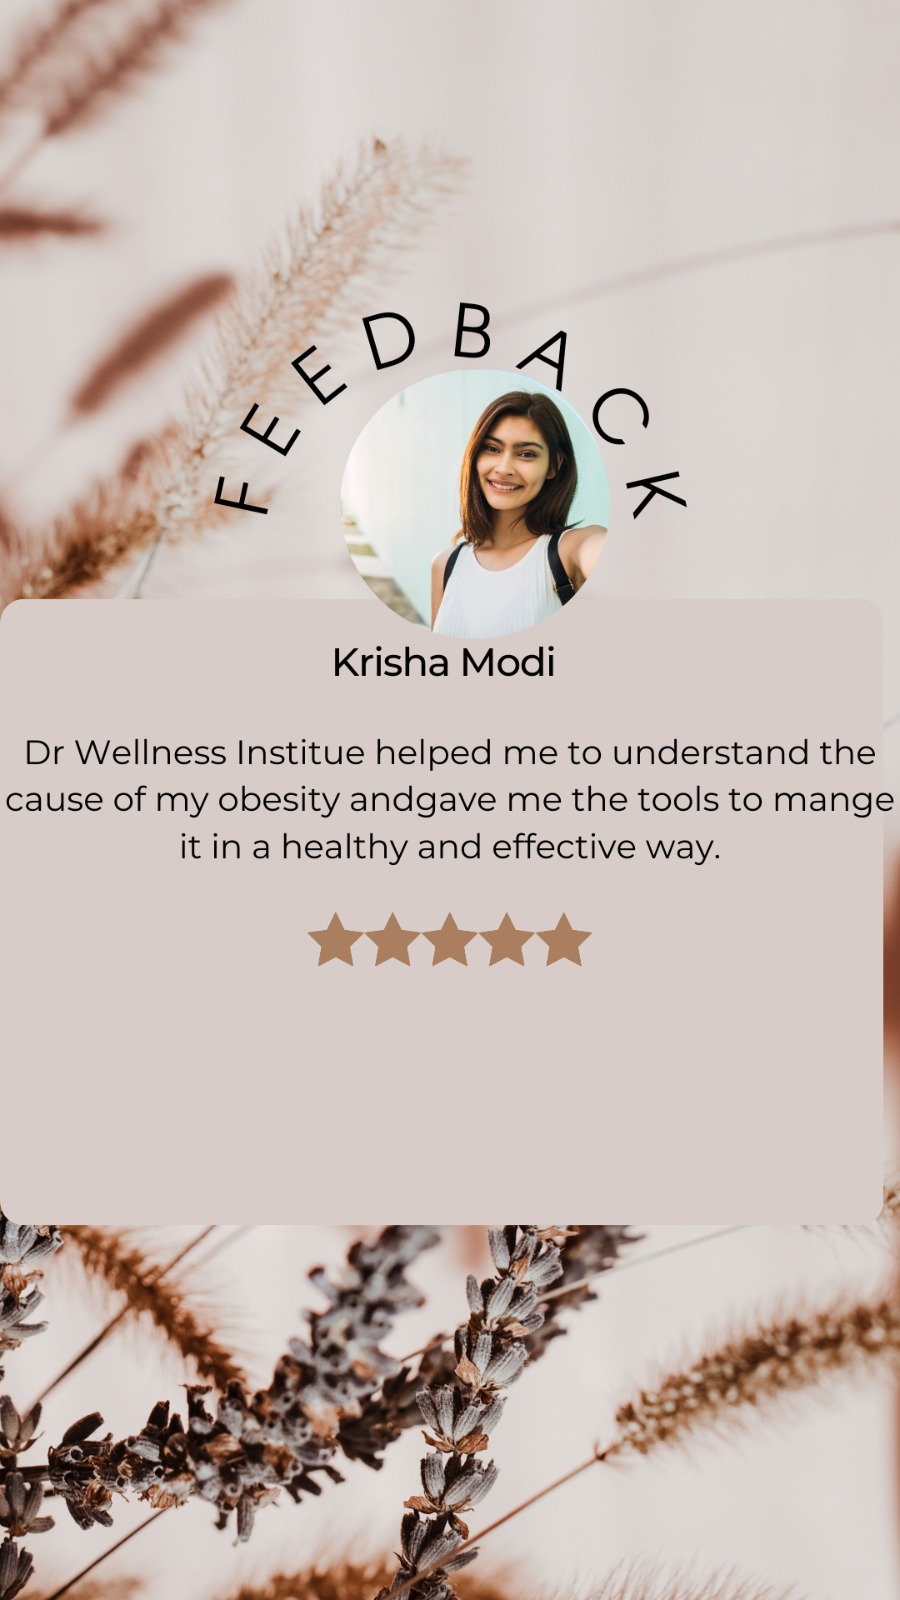 FEEDBACK
Krisha Modi
Dr Wellness Institue helped me to understand the
cause of my obesity andgave me the tools to mange
it in a healthy and effective way.